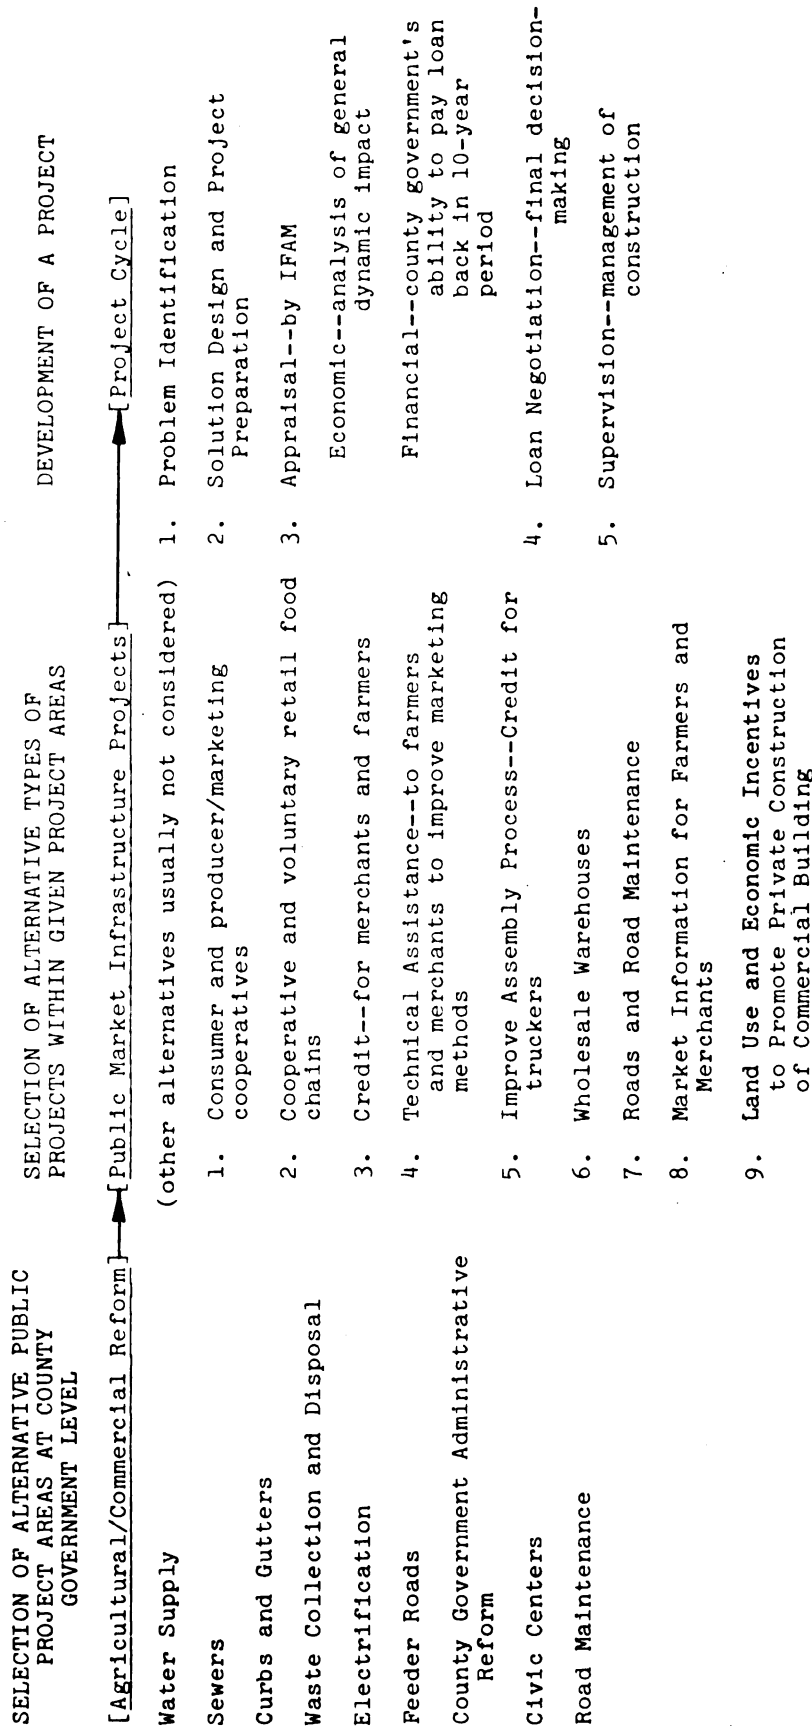 SELECTION OF ALTERNATIVE PUBLIC
PROJECT AREAS AT COUNTY
GOVERNMENT LEVEL
[Agricultural/Commercial Reform]
Water Supply
Sewers
Curbs and Gutters
Waste Collection and Disposal
Electrification
Feeder Roads
County Government Administrative
Reform
Civic Centers
Road Maintenance
SELECTION OF ALTERNATIVE TYPES OF
PROJECTS WITHIN GIVEN PROJECT AREAS
[Public Market Infrastructure Projects]
(other alternatives usually not considered)
1. Consumer and producer/marketing
cooperatives
2. Cooperative and voluntary retail food
chains
3. Credit--for merchants and farmers
4. Technical Assistance--to farmers
and merchants to improve marketing
methods
5. Improve Assembly Process--Credit for
truckers
6. Wholesale Warehouses
7. Roads and Road Maintenance
8. Market Information for Farmers and
Merchants
9. Land Use and Economic Incentives
to Promote Private Construction
of Commercial Building
DEVELOPMENT OF A PROJECT
[Project Cycle]
1. Problem Identification
2. Solution Design and Project
Preparation
3. Appraisal--by IFAM
Economic--analysis of general
dynamic impact
Financial--county government's
ability to pay loan
back in 10-year
period
4. Loan Negotiation--final decision-
making
5. Supervision--management of
construction